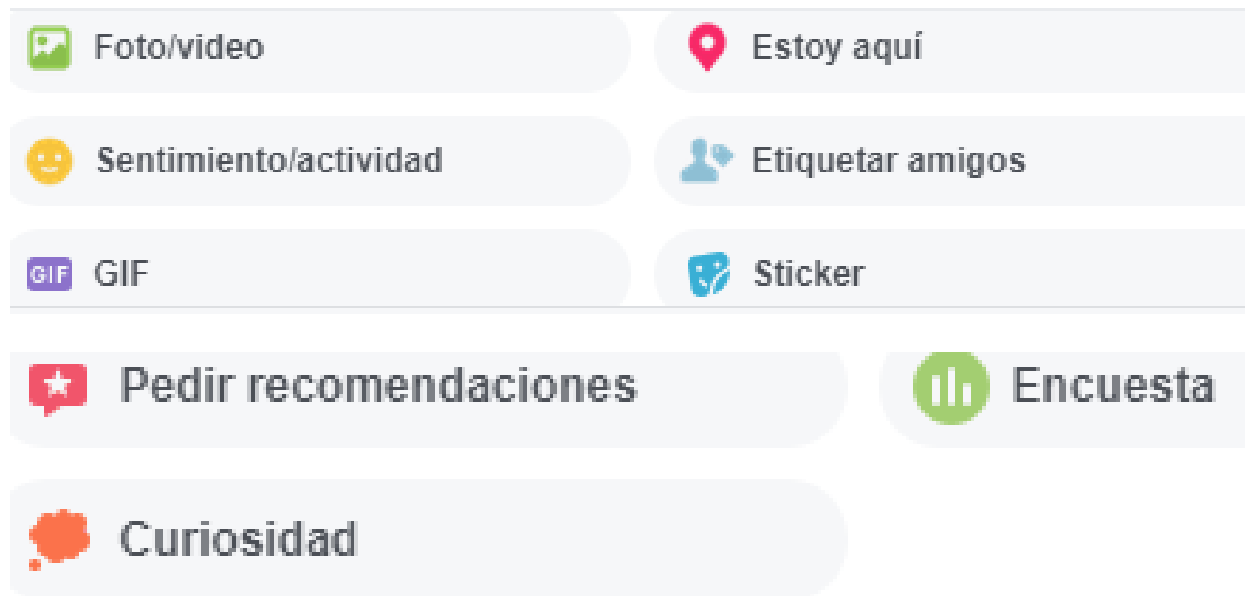 Foto/video
Estoy aquí
Sentimiento/actividad
Etiquetar amigos
GIF GIF
Sticker
Pedir recomendaciones
Encuesta
Curiosidad